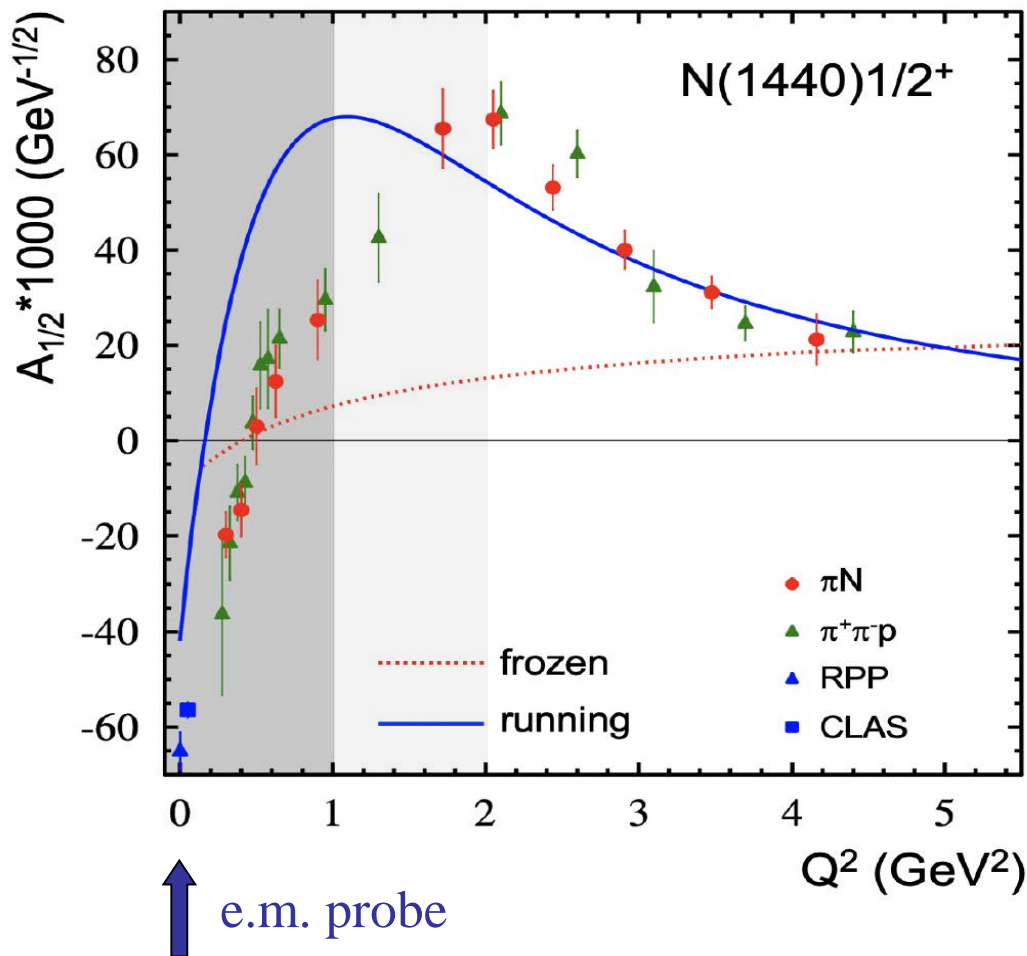 A₁/₂*1000 (GeV⁻¹/²)
80
60
40
20
0
-20
-40
-60
N(1440)1/2⁺
πN
π⁺π⁻p
RPP
CLAS
frozen
running
0 1 2 3 4 5
Q² (GeV²)
e.m. probe